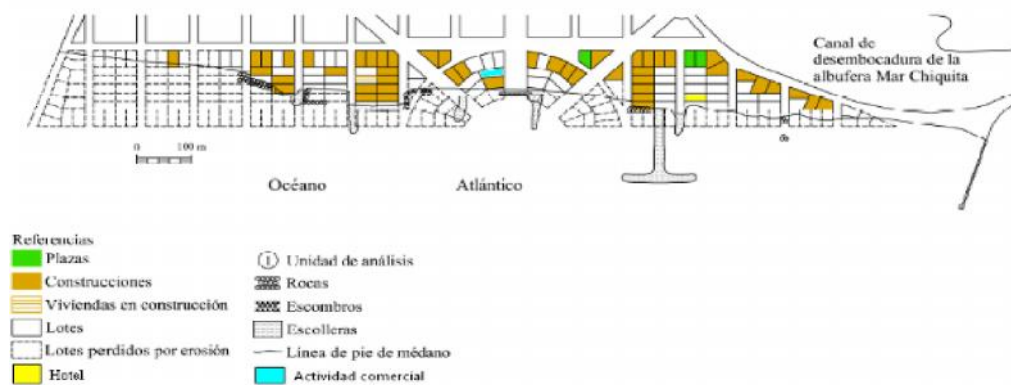 Canal de
desembocadura de la
albufera Mar Chiquita
0 100 m
Océano Atlántico
Referencias
Plazas
Construcciones
Viviendas en construcción
Lotes
Lotes perdidos por erosión
Hotel
i Unidad de análisis
Rocas
Escombros
Escolleras
Línea de pie de médano
Actividad comercial